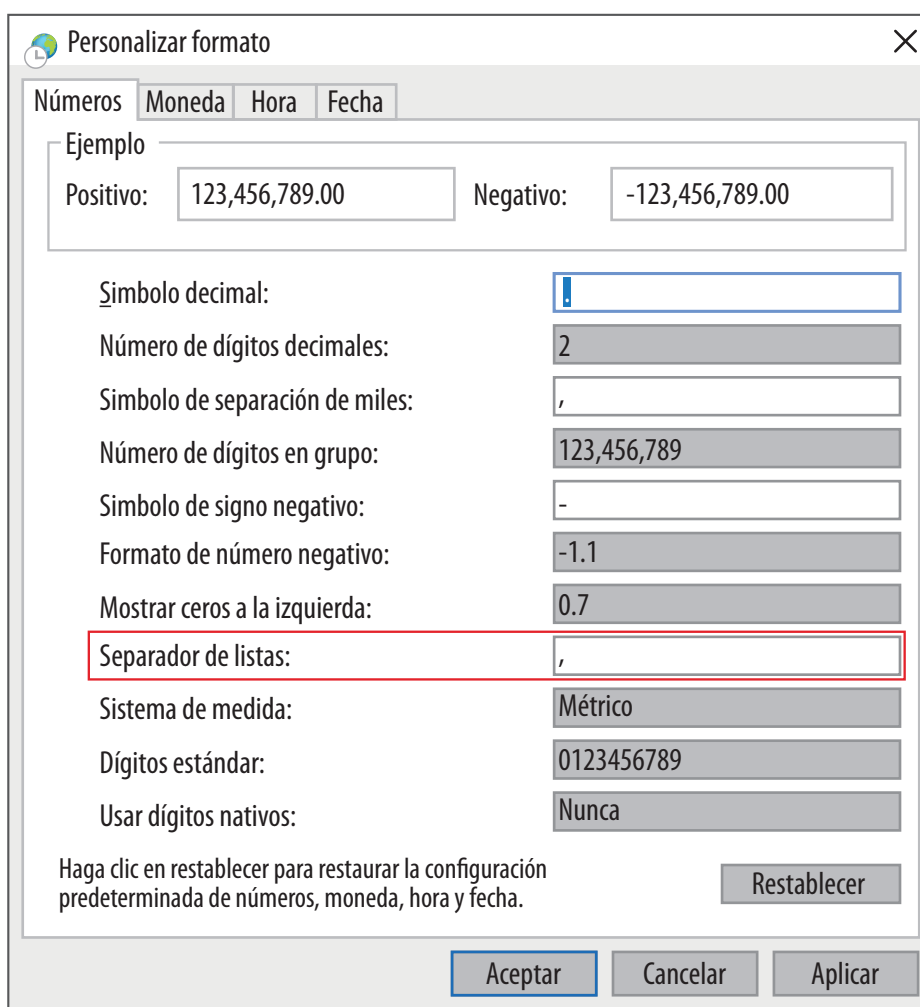 Personalizar formato
Números Moneda Hora Fecha
Ejemplo
Positivo: 123,456,789.00 Negativo: -123,456,789.00
Simbolo decimal: .
Número de dígitos decimales: 2
Simbolo de separación de miles: ,
Número de dígitos en grupo: 123,456,789
Simbolo de signo negativo: -
Formato de número negativo: -1.1
Mostrar ceros a la izquierda: 0.7
Separador de listas: ,
Sistema de medida: Métrico
Dígitos estándar: 0123456789
Usar dígitos nativos: Nunca
Haga clic en restablecer para restaurar la configuración
predeterminada de números, moneda, hora y fecha.
Restablecer
Aceptar Cancelar Aplicar